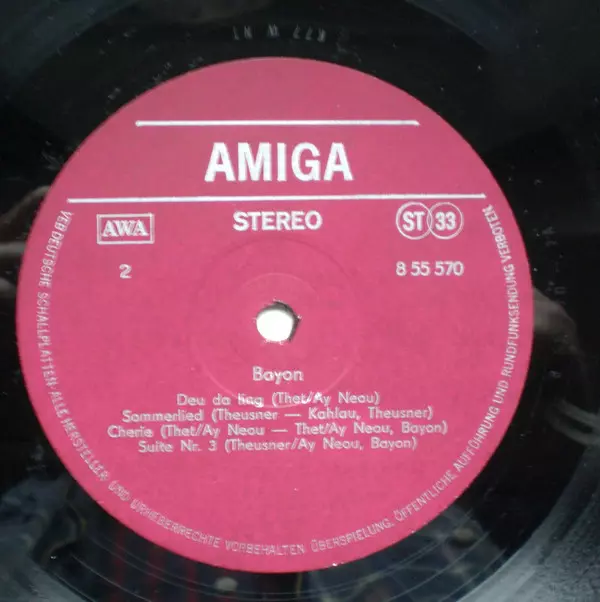 AMIGA
AWA
STEREO
ST 33
2
8 55 570
Bayon
Deu da ling (Thet/Ay Neou)
Sommerlied (Theusner — Kahlau, Theusner)
Cherie (Thet/Ay Neou — Thet/Ay Neou, Bayon)
Suite Nr. 3 (Theusner/Ay Neou, Bayon)
VEB DEUTSCHE SCHALLPLATTEN ALLE HERSTELLER- UND URHEBERRECHTE VORBEHALTEN ÜBERSPIELUNG, ÖFFENTLICHE AUFFÜHRUNG UND RUNDFUNKSENDUNG VERBOTEN